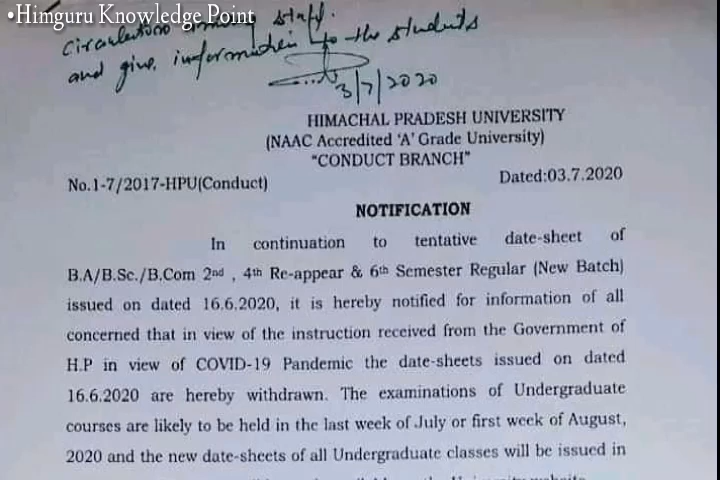 •Himguru Knowledge Point
Circulation among staff.
and give information to the students
3/7/2020
HIMACHAL PRADESH UNIVERSITY
(NAAC Accredited ‘A’ Grade University)
“CONDUCT BRANCH”
No.1-7/2017-HPU(Conduct) Dated:03.7.2020
NOTIFICATION
In continuation to tentative date-sheet of
B.A/B.Sc./B.Com 2nd , 4th Re-appear & 6th Semester Regular (New Batch)
issued on dated 16.6.2020, it is hereby notified for information of all
concerned that in view of the instruction received from the Government of
H.P in view of COVID-19 Pandemic the date-sheets issued on dated
16.6.2020 are hereby withdrawn. The examinations of Undergraduate
courses are likely to be held in the last week of July or first week of August,
2020 and the new date-sheets of all Undergraduate classes will be issued in